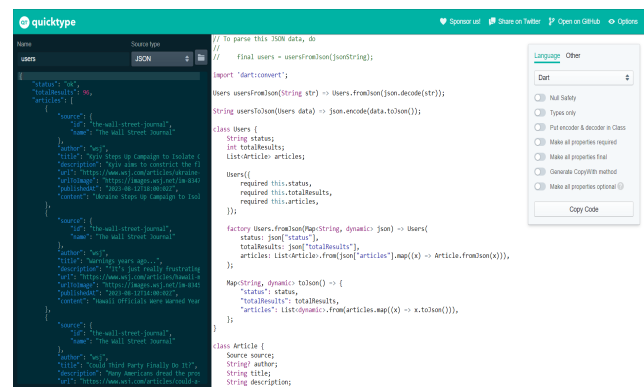 quicktype
Sponsor us!
Share on Twitter
Open on GitHub
Options
Name
Source type
users
JSON
{
"status": "ok",
"totalResults": 96,
"articles": [
{
"source": {
"id": "the-wall-street-journal",
"name": "The Wall Street Journal"
},
"author": "wsj",
"title": "Kyiv Steps Up Campaign to Isolate C
"description": "Kyiv aims to constrict the fl
"url": "https://www.wsj.com/articles/ukraine-
"urlToImage": "https://images.wsj.net/im-8347
"publishedAt": "2023-08-12T18:00:02Z",
"content": "Ukraine Steps Up Campaign to Isol
},
{
"source": {
"id": "the-wall-street-journal",
"name": "The Wall Street Journal"
},
"author": "wsj",
"title": "Warnings years ago...",
"description": "'It's just really frustrating
"url": "https://www.wsj.com/articles/hawaii-e
"urlToImage": "https://images.wsj.net/im-8345
"publishedAt": "2023-08-12T14:00:02Z",
"content": "Hawaii Officials Were Warned Year
},
{
"source": {
"id": "the-wall-street-journal",
"name": "The Wall Street Journal"
},
"author": "wsj",
"title": "Could Third Party Finally Do It?",
"description": "Many Americans dread the pros
"url": "https://www.wsj.com/articles/could-a-
// To parse this JSON data, do
//
// final users = usersFromJson(jsonString);
import 'dart:convert';
Users usersFromJson(String str) => Users.fromJson(json.decode(str));
String usersToJson(Users data) => json.encode(data.toJson());
class Users {
String status;
int totalResults;
List<Article> articles;
Users({
required this.status,
required this.totalResults,
required this.articles,
});
factory Users.fromJson(Map<String, dynamic> json) => Users(
status: json["status"],
totalResults: json["totalResults"],
articles: List<Article>.from(json["articles"].map((x) => Article.fromJson(x))),
);
Map<String, dynamic> toJson() => {
"status": status,
"totalResults": totalResults,
"articles": List<dynamic>.from(articles.map((x) => x.toJson())),
};
}
class Article {
Source source;
String? author;
String title;
String description;
Language Other
Dart
Null Safety
Types only
Put encoder & decoder in Class
Make all properties required
Make all properties final
Generate CopyWith method
Make all properties optional
Copy Code